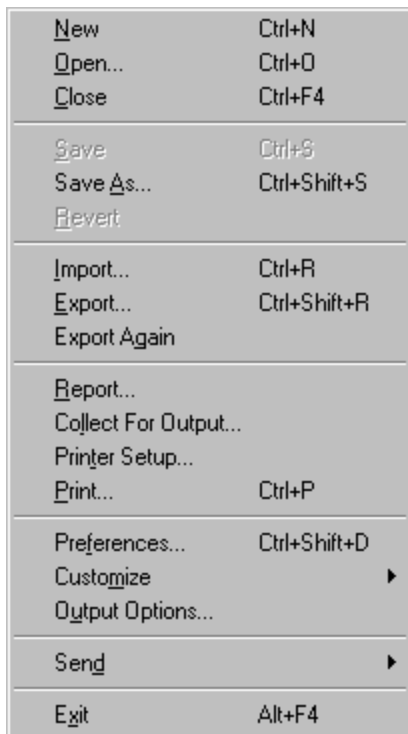 New Ctrl+N
Open... Ctrl+O
Close Ctrl+F4
Save Ctrl+S
Save As... Ctrl+Shift+S
Revert
Import... Ctrl+R
Export... Ctrl+Shift+R
Export Again
Report...
Collect For Output...
Printer Setup...
Print... Ctrl+P
Preferences... Ctrl+Shift+D
Customize
Output Options...
Send
Exit Alt+F4